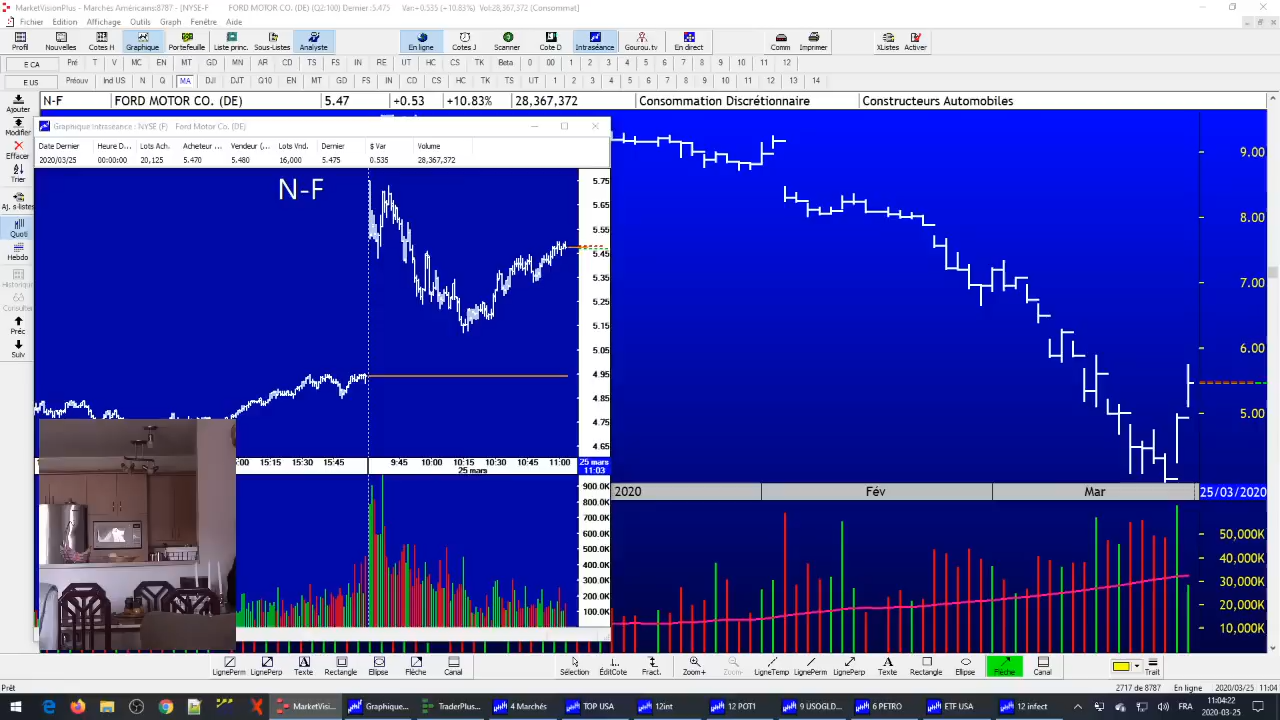 MarketVisionPlus - Marchés Américains:8787 - [NYSE-F FORD MOTOR CO. (DE) (Q2:100) Dernier:5.475 Var:+0.535 (+10.83%) Vol:28,367,372 (Consommat]
Fichier Edition Affichage Outils Graph Fenêtre Aide
Profil Nouvelles Cotes H Graphique Portefeuille Liste princ. Sous-Listes Analyste En ligne Cotes J Scanner Cote D Intraséance Gourou.tv En direct Comm Imprimer XListes Activer
E CA Pré T V MC EN MT GD MN AR CD TS FS IN RE UT HC CS TK Beta 0 00 1 2 3 4 5 6 7 8 9 10 11 12
E US Préouv Ind US N Q MA DJI DJT Q10 EN MT GD FS IN CD CS HC TK TS UT 1 2 3 4 5 6 7 8 9 10 11 12 13 14
N-F FORD MOTOR CO. (DE) 5.47 +0.53 +10.83% 28,367,372 Consommation Discrétionnaire Constructeurs Automobiles
Ajouter
Modifier
Effacer
Trier
Aj. s-listes
Quoti
Hebdo
Historique
Consulter
Préc
Suiv
Graphique intraséance : NYSE (F) Ford Motor Co. (DE)
Date Dernier Heure D... Lots Ach. Acheteur ... Vendeur (,... Lots Vnd. Dernier $ Var Volume
2020/03/25 00:00:00 20,125 5.470 5.480 16,000 5.475 0.535 28,367,372
N-F
5.75
5.65
5.55
5.45
5.35
5.25
5.15
5.05
4.95
4.85
4.75
4.65
:00 15:15 15:30 15:45 9:45 10:00 10:15 10:30 10:45 11:00 25 mars
25 mars 11:03
900.0K
800.0K
700.0K
600.0K
500.0K
400.0K
300.0K
200.0K
100.0K
9.00
8.00
7.00
6.00
5.00
2020 Fév Mar 25/03/2020
50,000K
40,000K
30,000K
20,000K
10,000K
LignePerm LignePerp Texte Rectangle Ellipse Flèche Canal Sélection ÉditCote Fract. Zoom+ Zoom- LigneTemp LignePerm LignePerp Texte Rectangle Ellipse Flèche Canal Trait
Prêt 2717 de 8787 En ligne 2020/03/25 11:04
MarketVisi... Graphique... TraderPlus... 4 Marchés TOP USA 12int 12 POT1 9 USOGLD... 6 PETRO ETF USA 12 infect FRA 11:04:22
2020-03-25